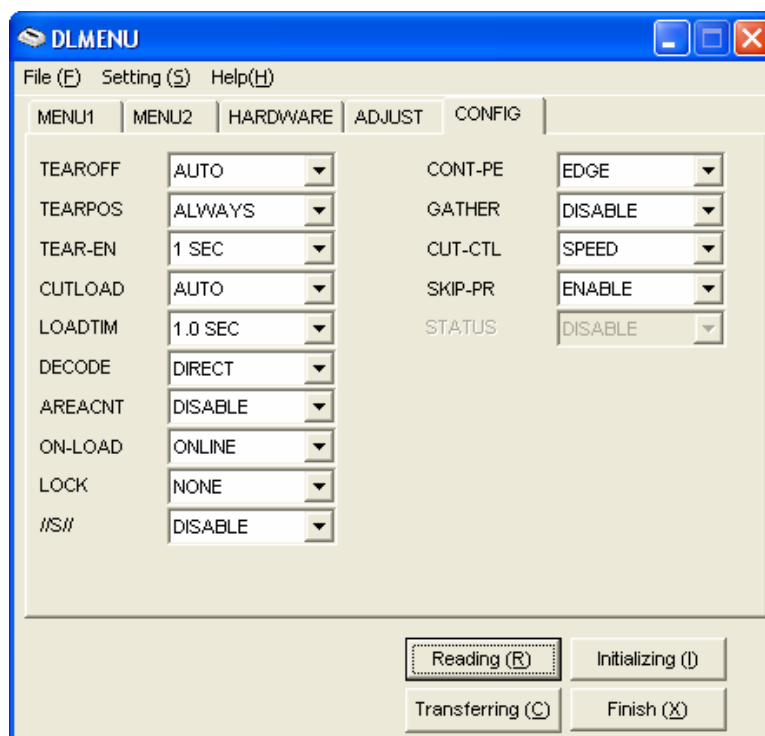 DLMENU
File (F) Setting (S) Help(H)
MENU1 MENU2 HARDWARE ADJUST CONFIG
TEAROFF AUTO CONT-PE EDGE
TEARPOS ALWAYS GATHER DISABLE
TEAR-EN 1 SEC CUT-CTL SPEED
CUTLOAD AUTO SKIP-PR ENABLE
LOADTIM 1.0 SEC STATUS DISABLE
DECODE DIRECT
AREACNT DISABLE
ON-LOAD ONLINE
LOCK NONE
//S// DISABLE
Reading (R) Initializing (I)
Transferring (C) Finish (X)